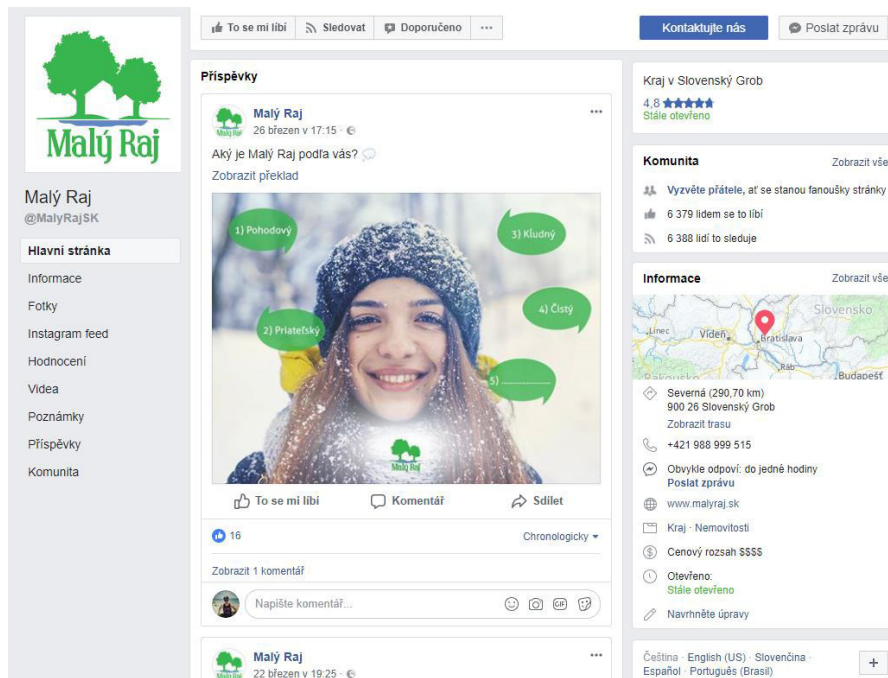 Malý Raj
Malý Raj
@MalyRajSK
Hlavní stránka
Informace
Fotky
Instagram feed
Hodnocení
Videa
Poznámky
Příspěvky
Komunita
To se mi líbí
Sledovat
Doporučeno
Kontaktujte nás
Poslat zprávu
Příspěvky
Malý Raj
26 březen v 17:15 ·
Aký je Malý Raj podľa vás?
Zobrazit překlad
1) Pohodový
3) Kľudný
4) Čistý
2) Priateľský
5) .....................
Malý Raj
To se mi líbí
Komentář
Sdílet
16
Chronologicky
Zobrazit 1 komentář
Napište komentář...
GIF
Malý Raj
22 březen v 19:25 ·
Kraj v Slovenský Grob
4,8
Stále otevřeno
Komunita
Zobrazit vše
Vyzvěte přátele, ať se stanou fanoušky stránky
6 379 lidem se to líbí
6 388 lidí to sleduje
Informace
Zobrazit vše
Slovensko
Linec
Vídeň
Bratislava
Ráb
Rakousko
Budapešť
Severná (290,70 km)
900 26 Slovenský Grob
Zobrazit trasu
+421 988 999 515
Obvykle odpoví: do jedné hodiny
Poslat zprávu
www.malyraj.sk
Kraj · Nemovitosti
Cenový rozsah $$$$
Otevřeno:
Stále otevřeno
Navrhněte úpravy
Čeština · English (US) · Slovenčina ·
Español · Português (Brasil)